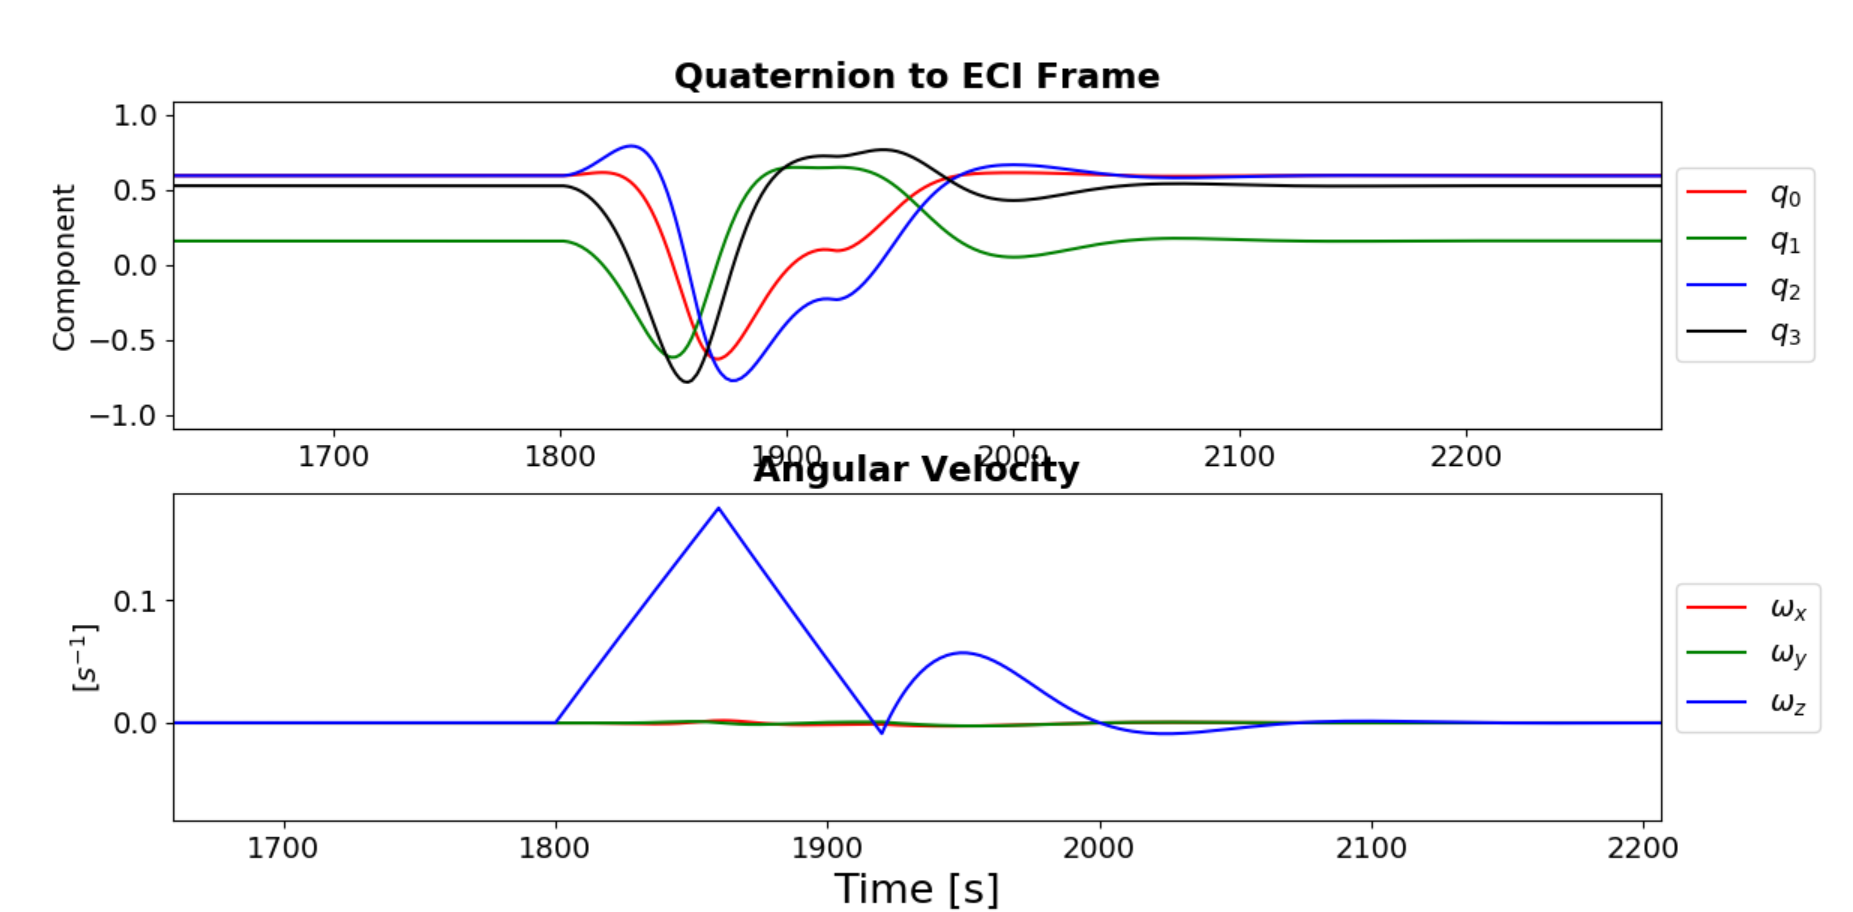 Quaternion to ECI Frame
1.0
0.5
0.0
−0.5
−1.0
Component
1700 1800 1900 2000 2100 2200
q₀
q₁
q₂
q₃
Angular Velocity
0.1
0.0
[s⁻¹]
1700 1800 1900 2000 2100 2200
Time [s]
ωₓ
ω_y
ω_z